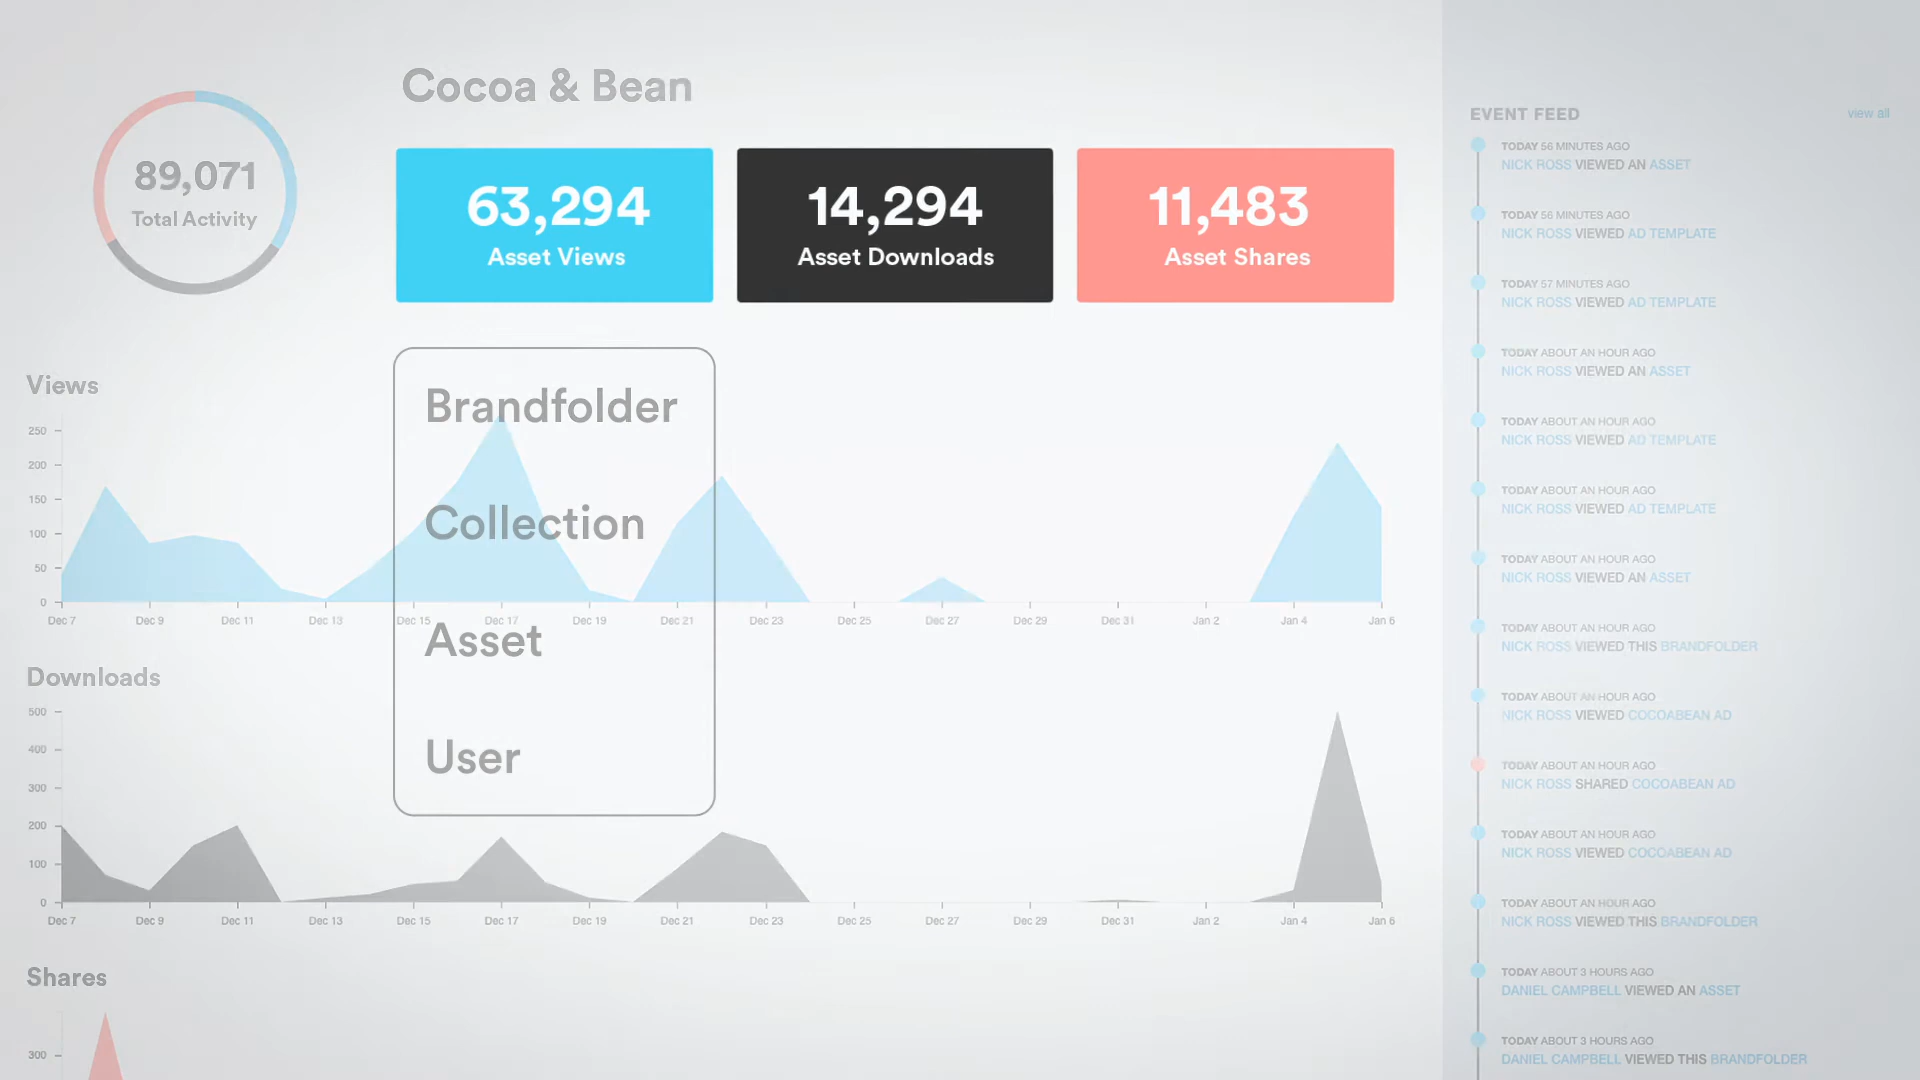 Cocoa & Bean
89,071
Total Activity
63,294
Asset Views
14,294
Asset Downloads
11,483
Asset Shares
Brandfolder
Collection
Asset
User
Views
250
200
150
100
50
0
Dec 7 Dec 9 Dec 11 Dec 13 Dec 15 Dec 17 Dec 19 Dec 21 Dec 23 Dec 25 Dec 27 Dec 29 Dec 31 Jan 2 Jan 4 Jan 6
Downloads
500
400
300
200
100
0
Dec 7 Dec 9 Dec 11 Dec 13 Dec 15 Dec 17 Dec 19 Dec 21 Dec 23 Dec 25 Dec 27 Dec 29 Dec 31 Jan 2 Jan 4 Jan 6
Shares
300
EVENT FEED view all
TODAY 56 MINUTES AGO
NICK ROSS VIEWED AN ASSET
TODAY 56 MINUTES AGO
NICK ROSS VIEWED AD TEMPLATE
TODAY 57 MINUTES AGO
NICK ROSS VIEWED AD TEMPLATE
TODAY ABOUT AN HOUR AGO
NICK ROSS VIEWED AN ASSET
TODAY ABOUT AN HOUR AGO
NICK ROSS VIEWED AD TEMPLATE
TODAY ABOUT AN HOUR AGO
NICK ROSS VIEWED AD TEMPLATE
TODAY ABOUT AN HOUR AGO
NICK ROSS VIEWED AN ASSET
TODAY ABOUT AN HOUR AGO
NICK ROSS VIEWED THIS BRANDFOLDER
TODAY ABOUT AN HOUR AGO
NICK ROSS VIEWED COCOABEAN AD
TODAY ABOUT AN HOUR AGO
NICK ROSS SHARED COCOABEAN AD
TODAY ABOUT AN HOUR AGO
NICK ROSS VIEWED COCOABEAN AD
TODAY ABOUT AN HOUR AGO
NICK ROSS VIEWED THIS BRANDFOLDER
TODAY ABOUT 3 HOURS AGO
DANIEL CAMPBELL VIEWED AN ASSET
TODAY ABOUT 3 HOURS AGO
DANIEL CAMPBELL VIEWED THIS BRANDFOLDER